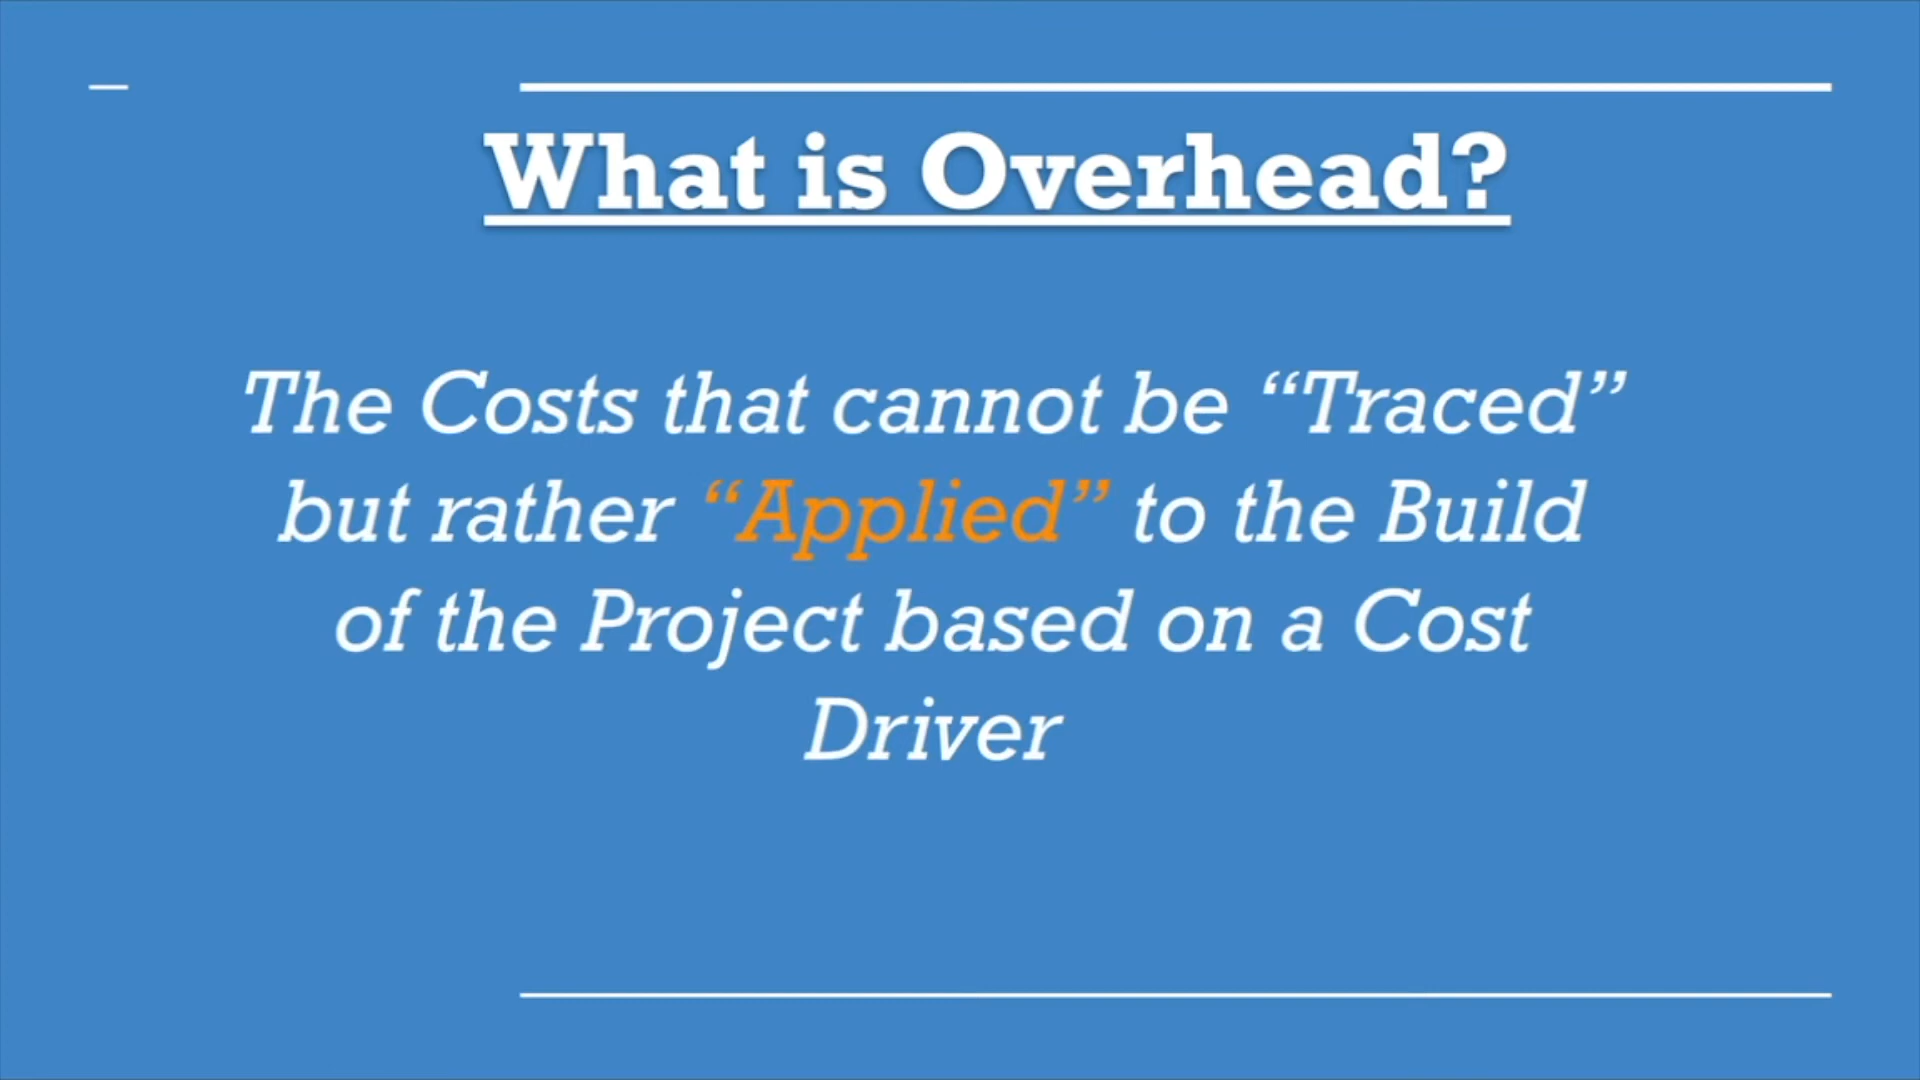 What is Overhead?
The Costs that cannot be “Traced”
but rather “Applied” to the Build
of the Project based on a Cost
Driver